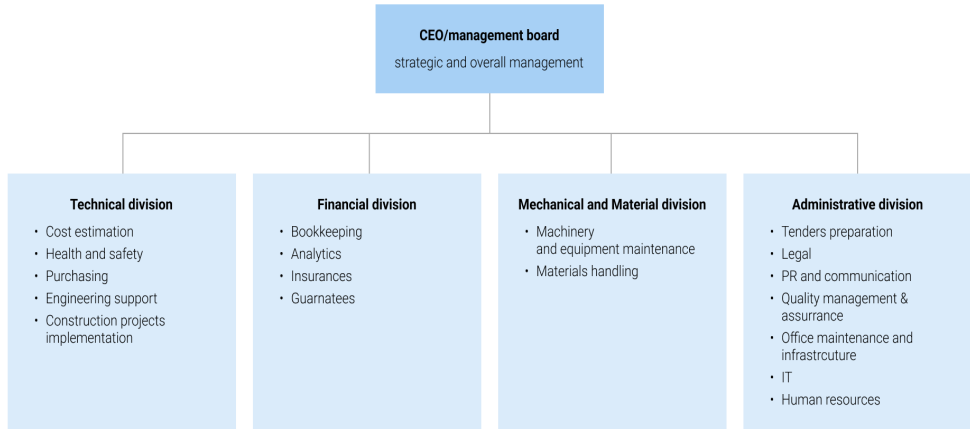 CEO/management board
strategic and overall management
Technical division
• Cost estimation
• Health and safety
• Purchasing
• Engineering support
• Construction projects
implementation
Financial division
• Bookkeeping
• Analytics
• Insurances
• Guarnatees
Mechanical and Material division
• Machinery
and equipment maintenance
• Materials handling
Administrative division
• Tenders preparation
• Legal
• PR and communication
• Quality management &
assurrance
• Office maintenance and
infrastrcuture
• IT
• Human resources